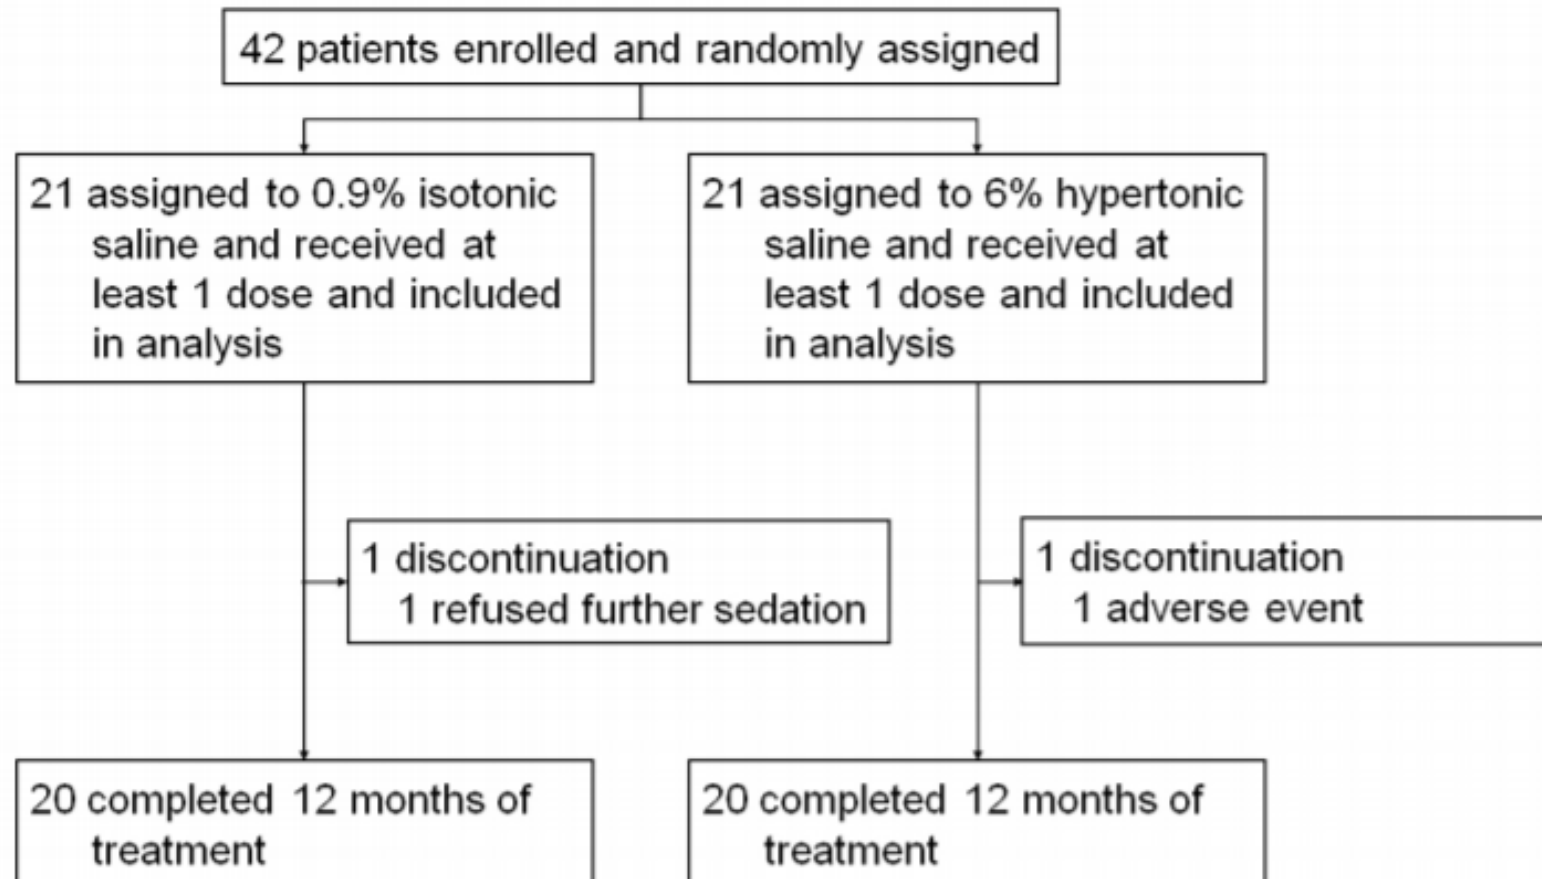 42 patients enrolled and randomly assigned
21 assigned to 0.9% isotonic
saline and received at
least 1 dose and included
in analysis
21 assigned to 6% hypertonic
saline and received at
least 1 dose and included
in analysis
1 discontinuation
1 refused further sedation
1 discontinuation
1 adverse event
20 completed 12 months of
treatment
20 completed 12 months of
treatment